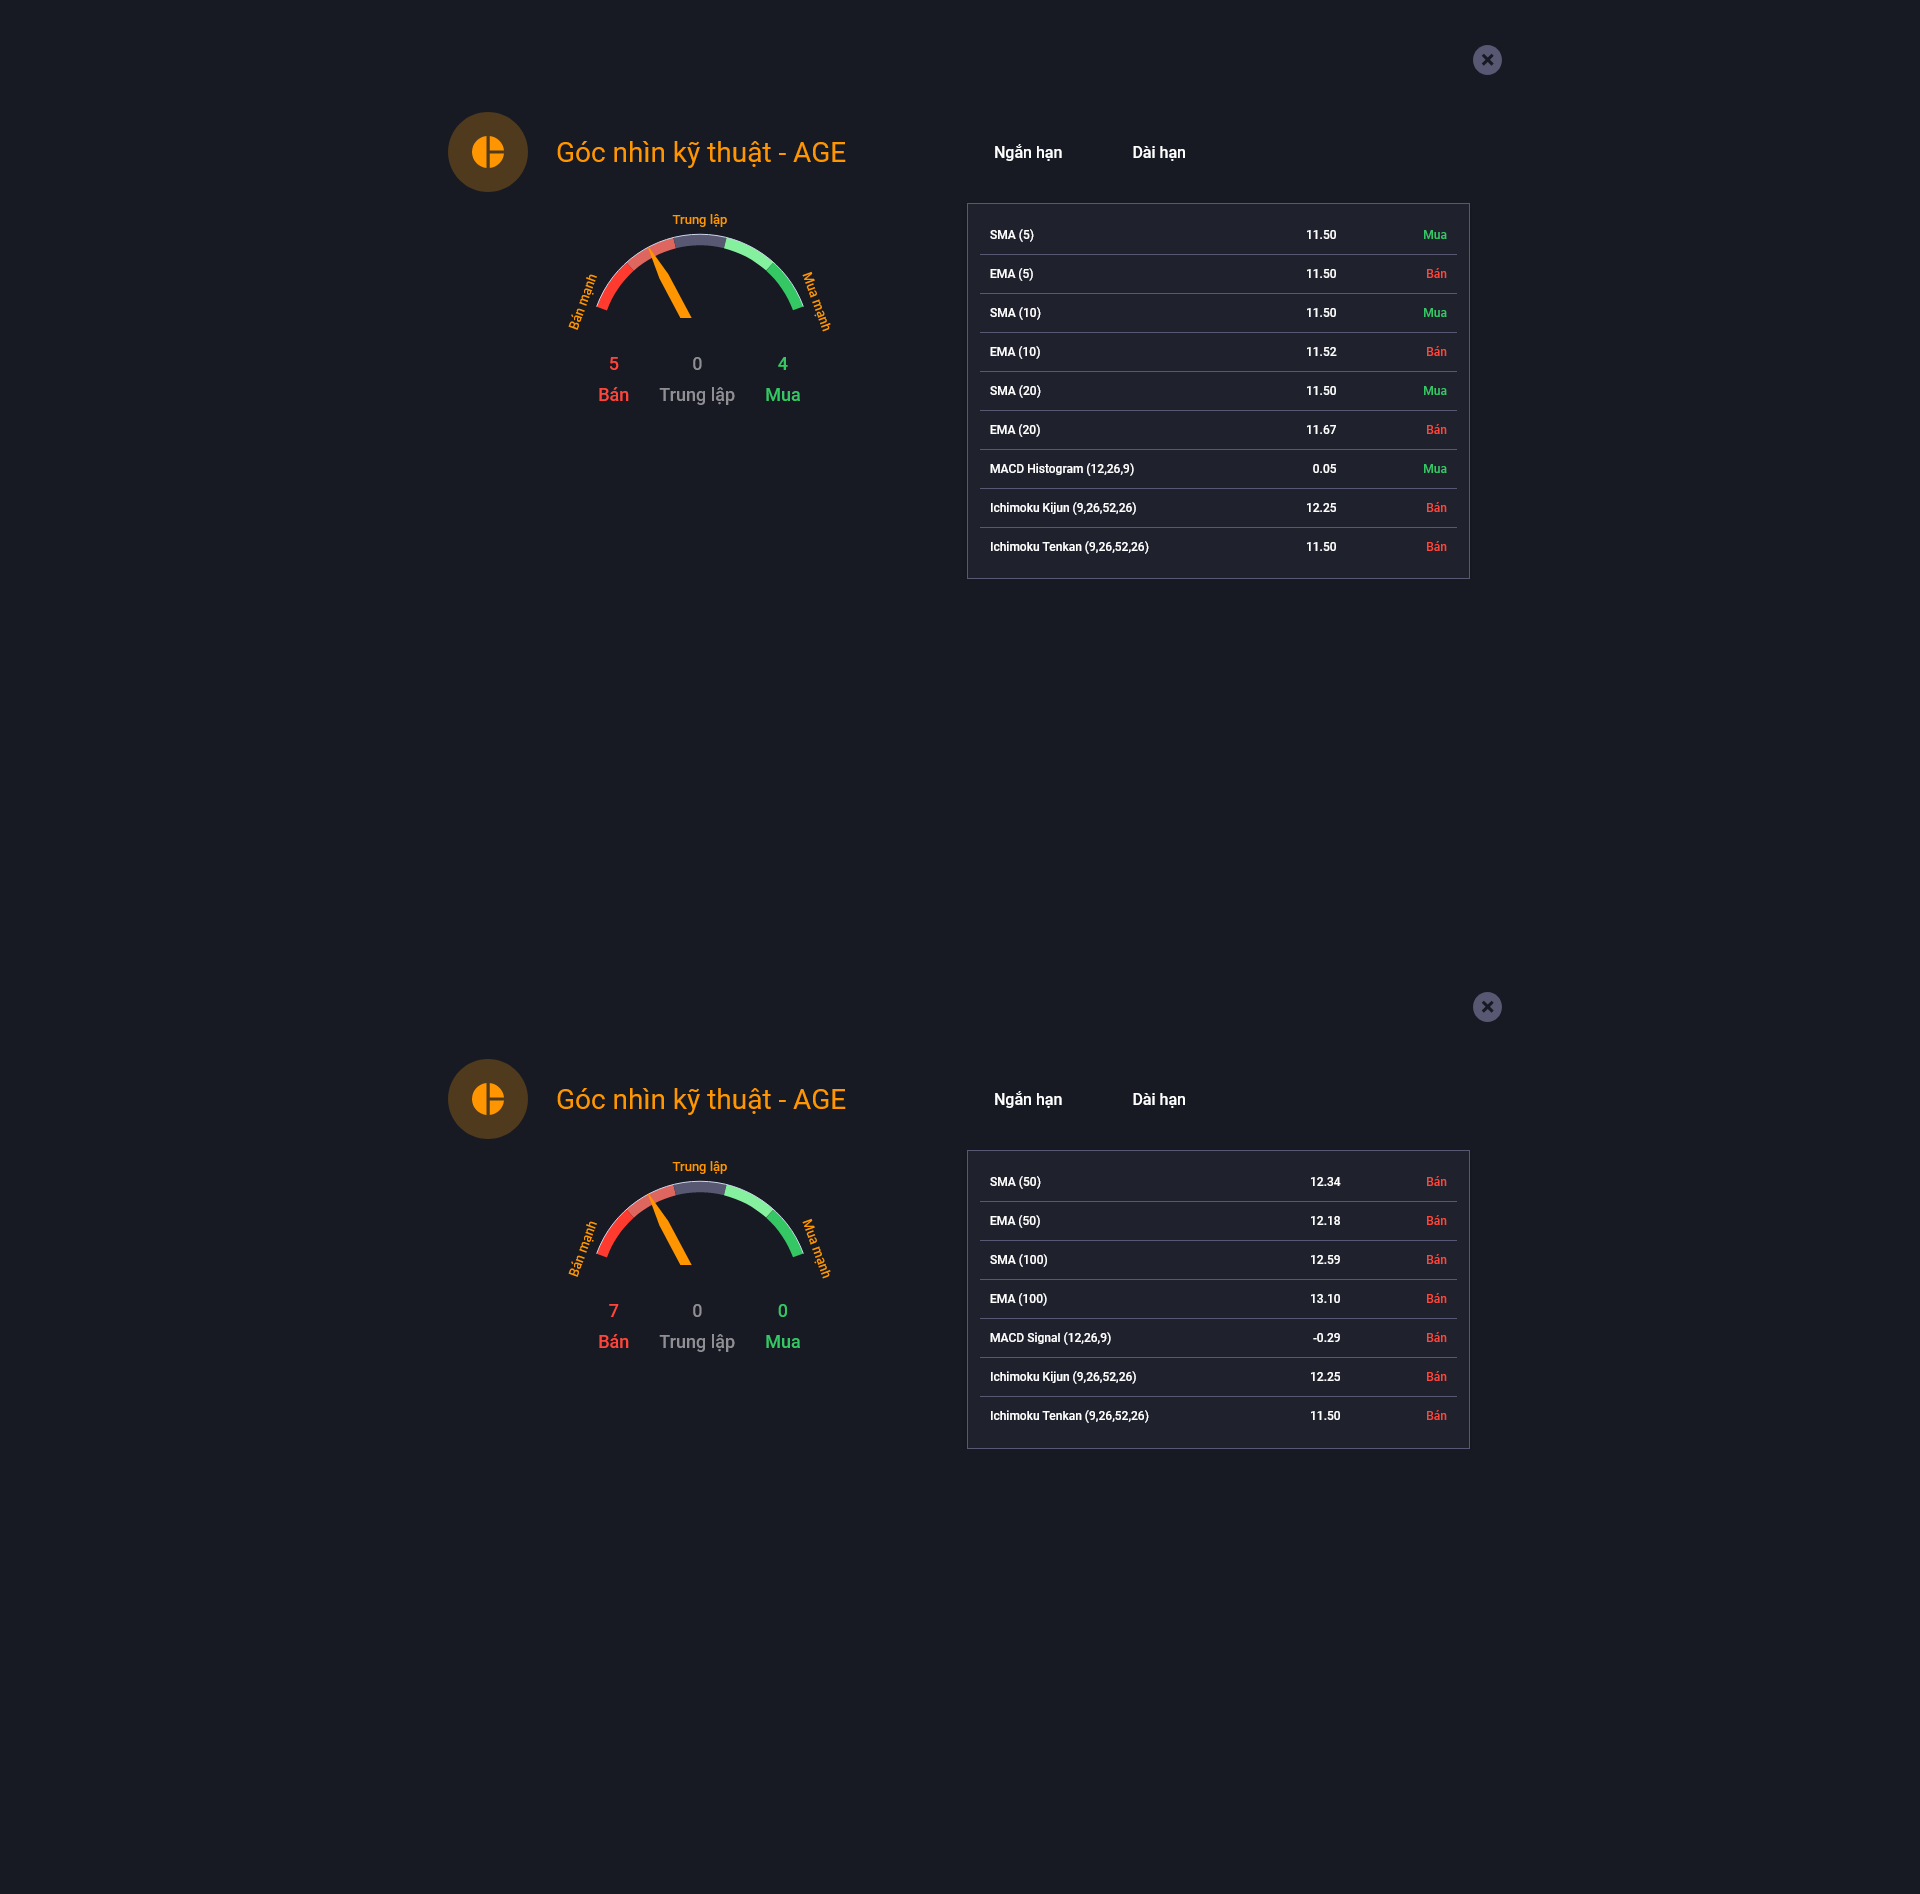 Góc nhìn kỹ thuật - AGE
Ngắn hạn Dài hạn
Trung lập
Bán mạnh
Mua mạnh
5 0 4
Bán Trung lập Mua
SMA (5) 11.50 Mua
EMA (5) 11.50 Bán
SMA (10) 11.50 Mua
EMA (10) 11.52 Bán
SMA (20) 11.50 Mua
EMA (20) 11.67 Bán
MACD Histogram (12,26,9) 0.05 Mua
Ichimoku Kijun (9,26,52,26) 12.25 Bán
Ichimoku Tenkan (9,26,52,26) 11.50 Bán
Góc nhìn kỹ thuật - AGE
Ngắn hạn Dài hạn
Trung lập
Bán mạnh
Mua mạnh
7 0 0
Bán Trung lập Mua
SMA (50) 12.34 Bán
EMA (50) 12.18 Bán
SMA (100) 12.59 Bán
EMA (100) 13.10 Bán
MACD Signal (12,26,9) -0.29 Bán
Ichimoku Kijun (9,26,52,26) 12.25 Bán
Ichimoku Tenkan (9,26,52,26) 11.50 Bán